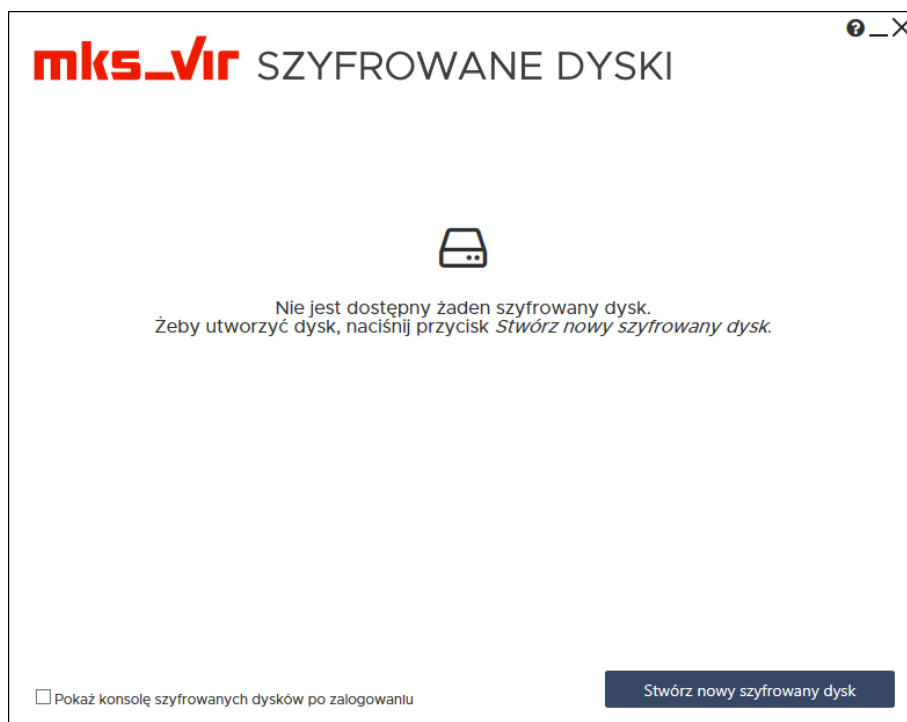 mks_vir SZYFROWANE DYSKI
Nie jest dostępny żaden szyfrowany dysk.
Żeby utworzyć dysk, naciśnij przycisk Stwórz nowy szyfrowany dysk.
Pokaż konsolę szyfrowanych dysków po zalogowaniu
Stwórz nowy szyfrowany dysk